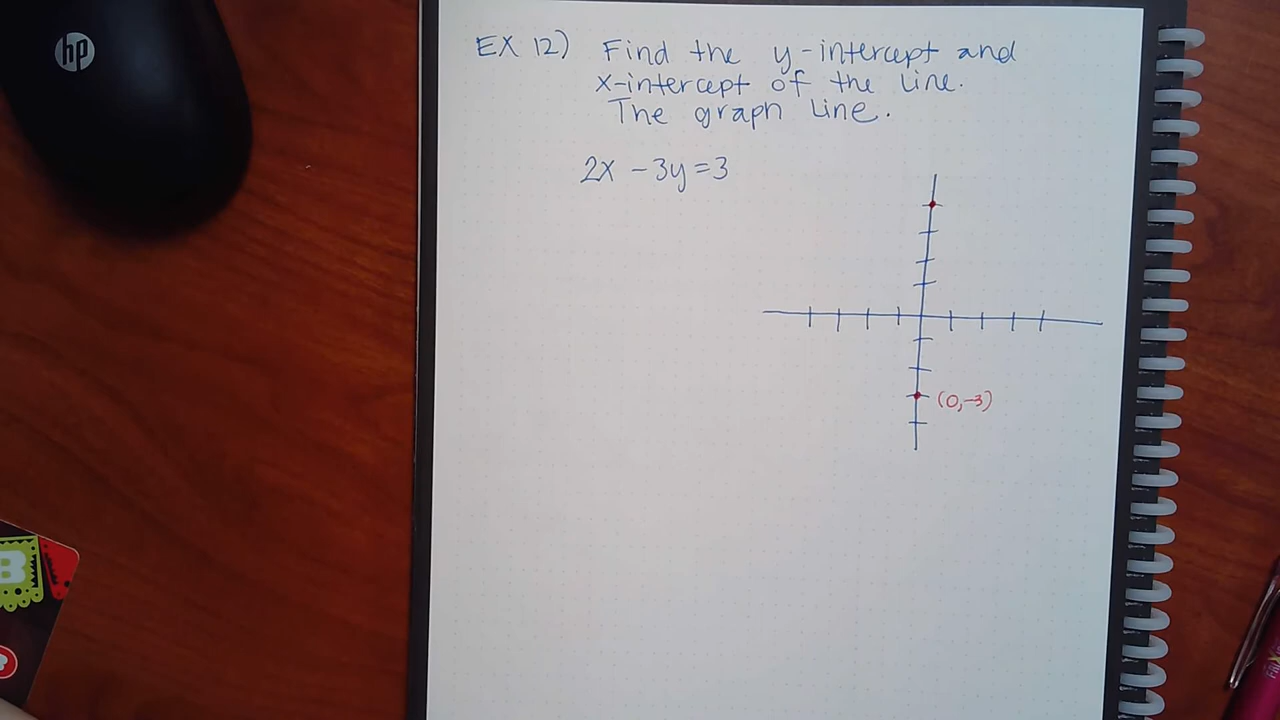 hp
EX 12) Find the y-intercept and
x-intercept of the line.
The graph line.
2x - 3y = 3
(0,-3)
B